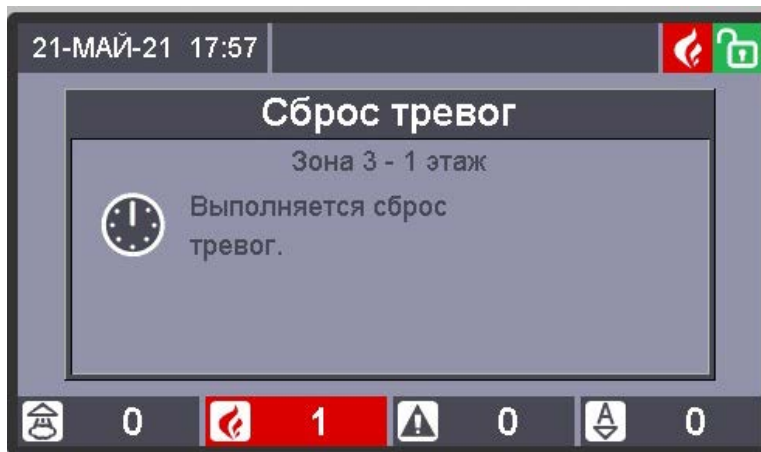 21-МАЙ-21 17:57
Сброс тревог
Зона 3 - 1 этаж
Выполняется сброс
тревог.
0 1 0 A 0